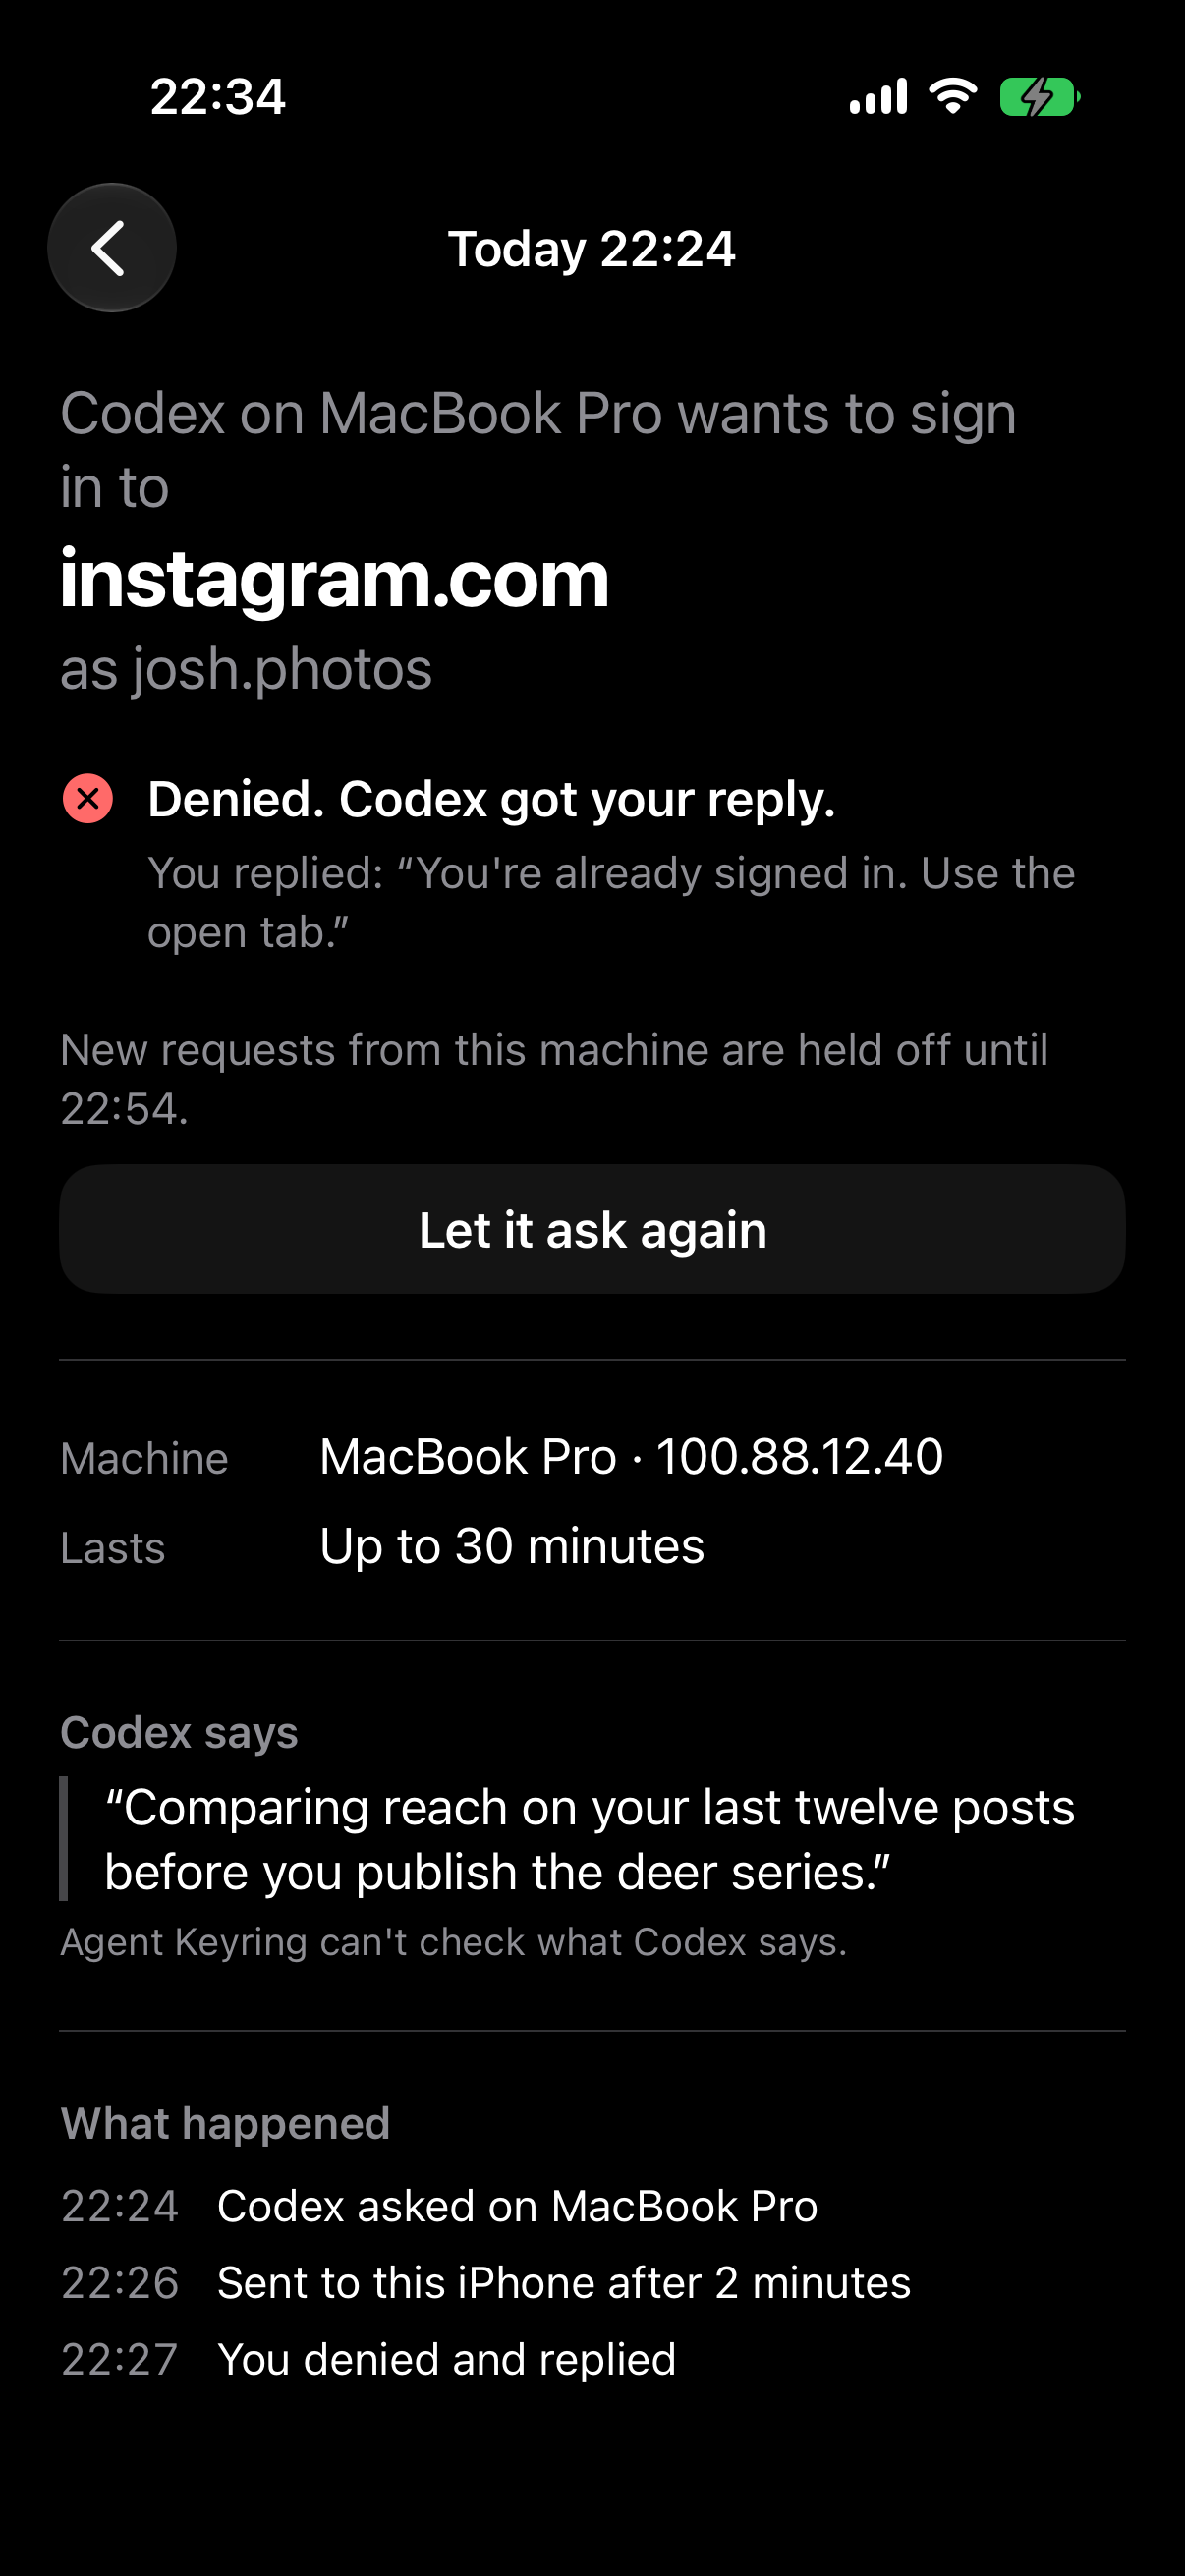 22:34
Today 22:24
Codex on MacBook Pro wants to sign
in to
instagram.com
as josh.photos
Denied. Codex got your reply.
You replied: “You're already signed in. Use the
open tab.”
New requests from this machine are held off until
22:54.
Let it ask again
Machine MacBook Pro · 100.88.12.40
Lasts Up to 30 minutes
Codex says
“Comparing reach on your last twelve posts
before you publish the deer series.”
Agent Keyring can't check what Codex says.
What happened
22:24 Codex asked on MacBook Pro
22:26 Sent to this iPhone after 2 minutes
22:27 You denied and replied